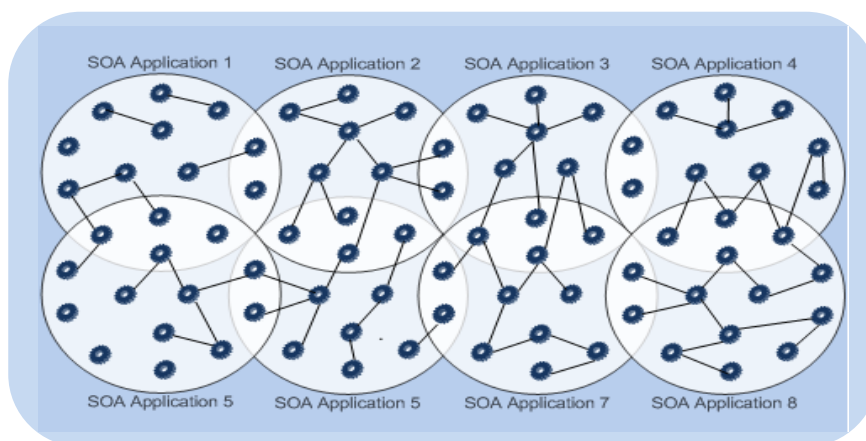 SOA Application 1
SOA Application 2
SOA Application 3
SOA Application 4
SOA Application 5
SOA Application 5
SOA Application 7
SOA Application 8